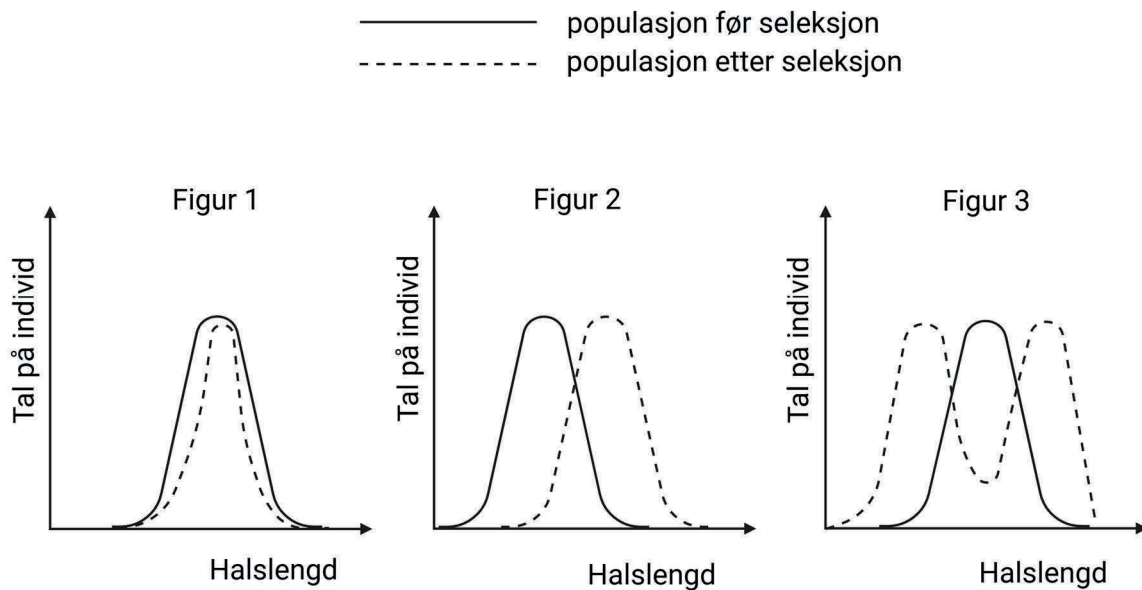 populasjon før seleksjon
populasjon etter seleksjon
Figur 1
Tal på individ
Halslengd
Figur 2
Tal på individ
Halslengd
Figur 3
Tal på individ
Halslengd